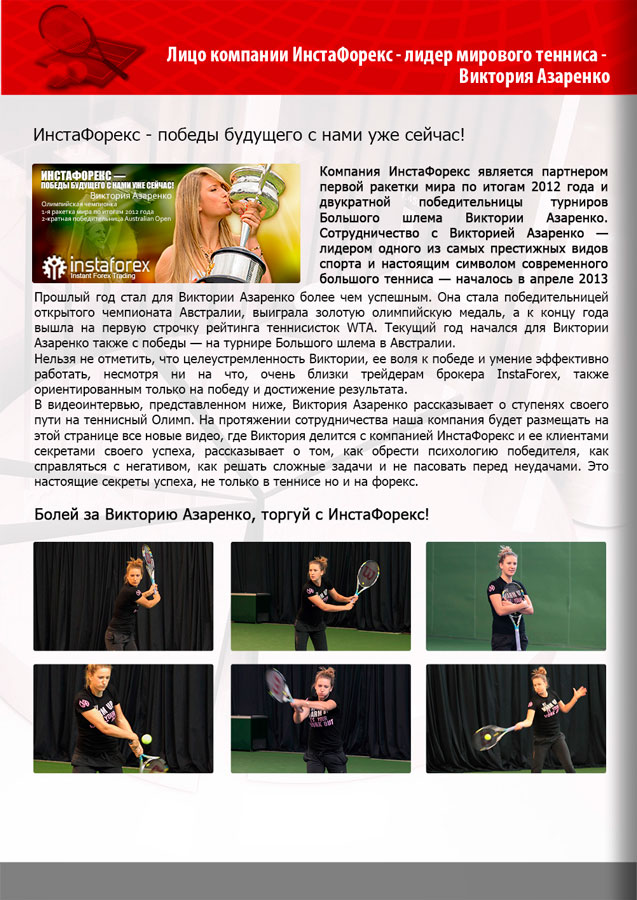 Лицо компании ИнстаФорекс - лидер мирового тенниса -
Виктория Азаренко
ИнстаФорекс - победы будущего с нами уже сейчас!
ИНСТАФОРЕКС —
ПОБЕДЫ БУДУЩЕГО С НАМИ УЖЕ СЕЙЧАС!
Виктория Азаренко
Олимпийская чемпионка
1-я ракетка мира по итогам 2012 года
2-кратная победительница Australian Open
instaforex
Instant Forex Trading
Компания ИнстаФорекс является партнером
первой ракетки мира по итогам 2012 года и
двукратной победительницы турниров
Большого шлема Виктории Азаренко.
Сотрудничество с Викторией Азаренко —
лидером одного из самых престижных видов
спорта и настоящим символом современного
большого тенниса — началось в апреле 2013
Прошлый год стал для Виктории Азаренко более чем успешным. Она стала победительницей
открытого чемпионата Австралии, выиграла золотую олимпийскую медаль, а к концу года
вышла на первую строчку рейтинга теннисисток WTA. Текущий год начался для Виктории
Азаренко также с победы — на турнире Большого шлема в Австралии.
Нельзя не отметить, что целеустремленность Виктории, ее воля к победе и умение эффективно
работать, несмотря ни на что, очень близки трейдерам брокера InstaForex, также
ориентированным только на победу и достижение результата.
В видеоинтервью, представленном ниже, Виктория Азаренко рассказывает о ступенях своего
пути на теннисный Олимп. На протяжении сотрудничества наша компания будет размещать на
этой странице все новые видео, где Виктория делится с компанией ИнстаФорекс и ее клиентами
секретами своего успеха, рассказывает о том, как обрести психологию победителя, как
справляться с негативом, как решать сложные задачи и не пасовать перед неудачами. Это
настоящие секреты успеха, не только в теннисе но и на форекс.
Болей за Викторию Азаренко, торгуй с ИнстаФорекс!